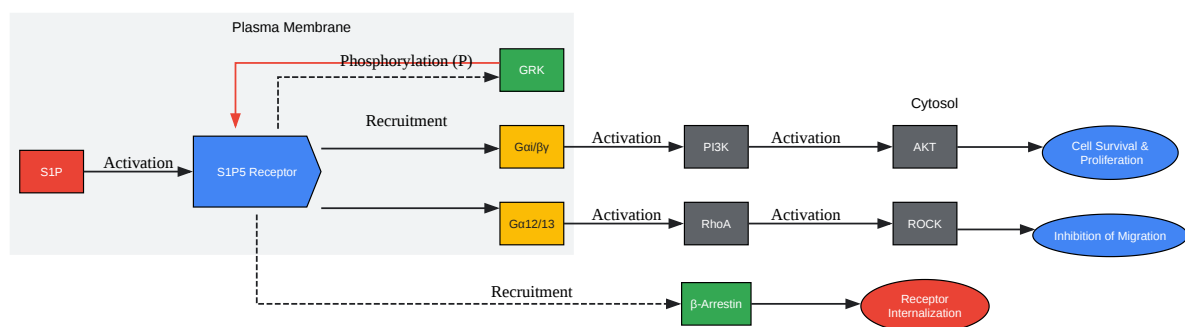 Plasma Membrane
Phosphorylation (P)
GRK
Cytosol
Recruitment
S1P
Activation
S1P5 Receptor
Gαi/βγ
Activation
PI3K
Activation
AKT
Cell Survival &
Proliferation
Gα12/13
Activation
RhoA
Activation
ROCK
Inhibition of Migration
Recruitment
β-Arrestin
Receptor
Internalization